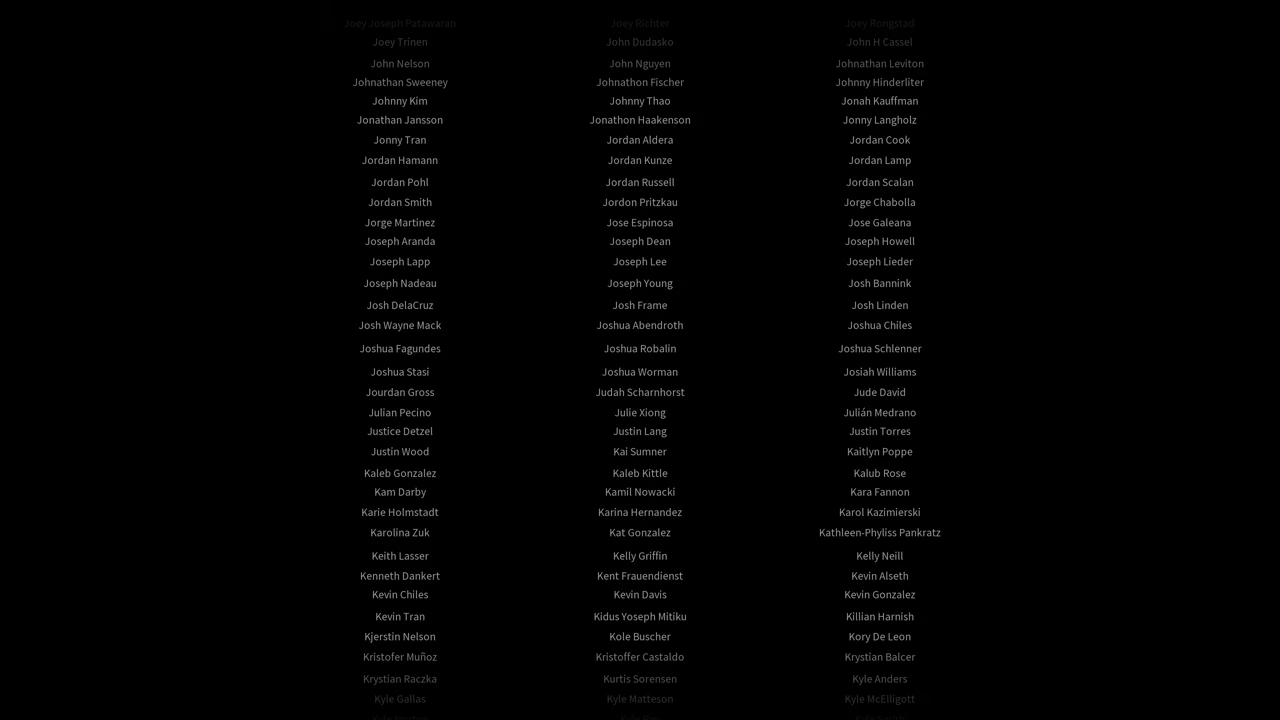 Joey Joseph Patawaran Joey Richter Joey Rongstad
Joey Trinen John Dudasko John H Cassel
John Nelson John Nguyen Johnathan Leviton
Johnathan Sweeney Johnathon Fischer Johnny Hinderliter
Johnny Kim Johnny Thao Jonah Kauffman
Jonathan Jansson Jonathon Haakenson Jonny Langholz
Jonny Tran Jordan Aldera Jordan Cook
Jordan Hamann Jordan Kunze Jordan Lamp
Jordan Pohl Jordan Russell Jordan Scalan
Jordan Smith Jordon Pritzkau Jorge Chabolla
Jorge Martinez Jose Espinosa Jose Galeana
Joseph Aranda Joseph Dean Joseph Howell
Joseph Lapp Joseph Lee Joseph Lieder
Joseph Nadeau Joseph Young Josh Bannink
Josh DelaCruz Josh Frame Josh Linden
Josh Wayne Mack Joshua Abendroth Joshua Chiles
Joshua Fagundes Joshua Robalin Joshua Schlenner
Joshua Stasi Joshua Worman Josiah Williams
Jourdan Gross Judah Scharnhorst Jude David
Julian Pecino Julie Xiong Julián Medrano
Justice Detzel Justin Lang Justin Torres
Justin Wood Kai Sumner Kaitlyn Poppe
Kaleb Gonzalez Kaleb Kittle Kalub Rose
Kam Darby Kamil Nowacki Kara Fannon
Karie Holmstadt Karina Hernandez Karol Kazimierski
Karolina Zuk Kat Gonzalez Kathleen-Phyliss Pankratz
Keith Lasser Kelly Griffin Kelly Neill
Kenneth Dankert Kent Frauendienst Kevin Alseth
Kevin Chiles Kevin Davis Kevin Gonzalez
Kevin Tran Kidus Yoseph Mitiku Killian Harnish
Kjerstin Nelson Kole Buscher Kory De Leon
Kristofer Muñoz Kristoffer Castaldo Krystian Balcer
Krystian Raczka Kurtis Sorensen Kyle Anders
Kyle Gallas Kyle Matteson Kyle McElligott